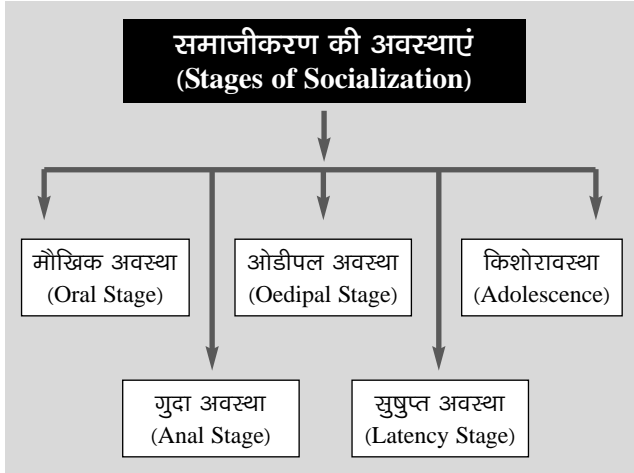 समाजीकरण की अवस्थाएं
(Stages of Socialization)
मौखिक अवस्था
(Oral Stage)
ओडीपल अवस्था
(Oedipal Stage)
किशोरावस्था
(Adolescence)
गुदा अवस्था
(Anal Stage)
सुषुप्त अवस्था
(Latency Stage)